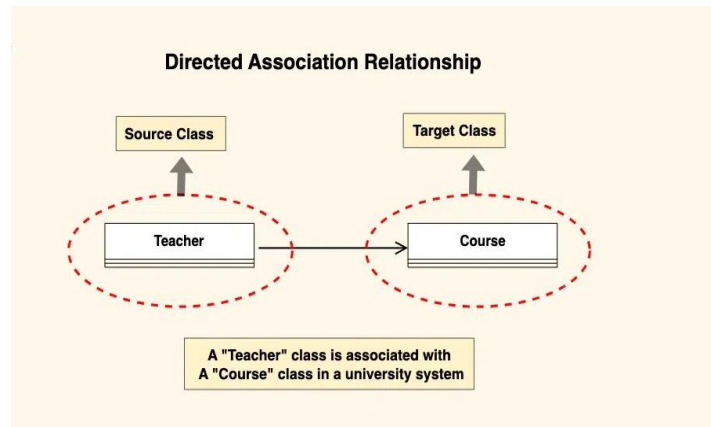 Directed Association Relationship
Source Class
Target Class
Teacher
Course
A "Teacher" class is associated with
A "Course" class in a university system